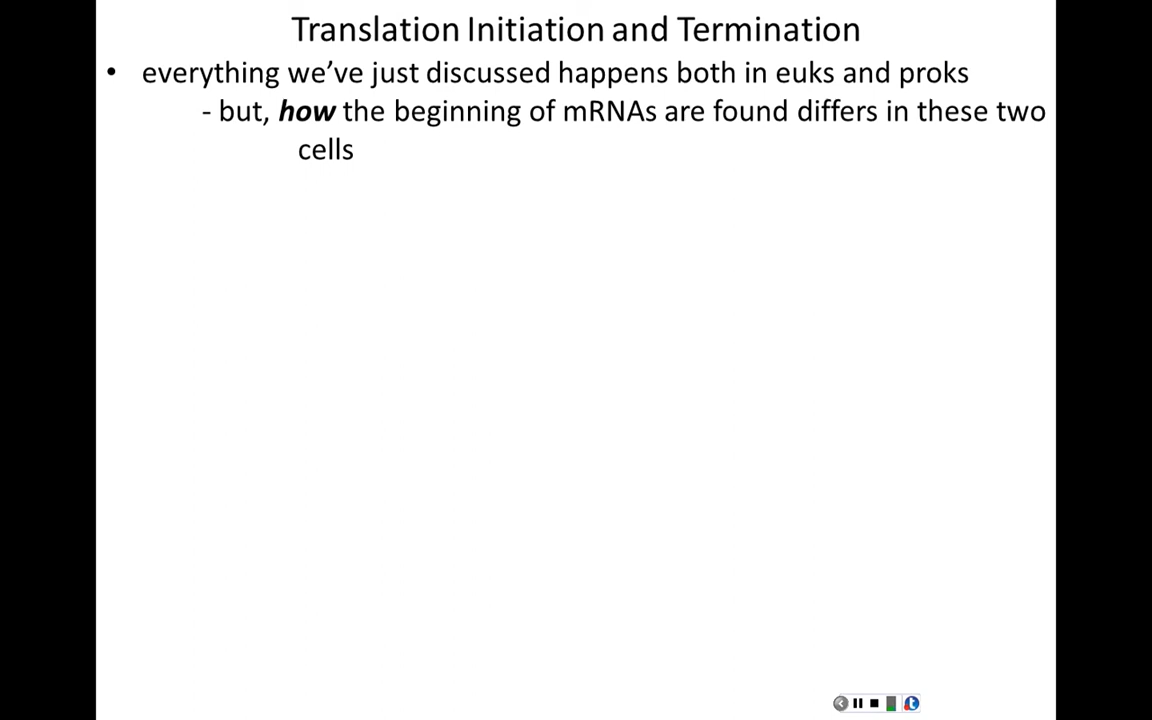 Translation Initiation and Termination
• everything we’ve just discussed happens both in euks and proks
- but, how the beginning of mRNAs are found differs in these two
cells